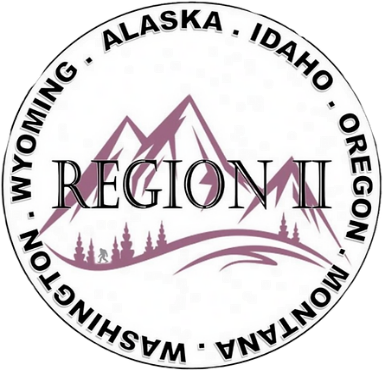 WYOMING . ALASKA . IDAHO . OREGON . MONTANA . WASHINGTON .
REGION II